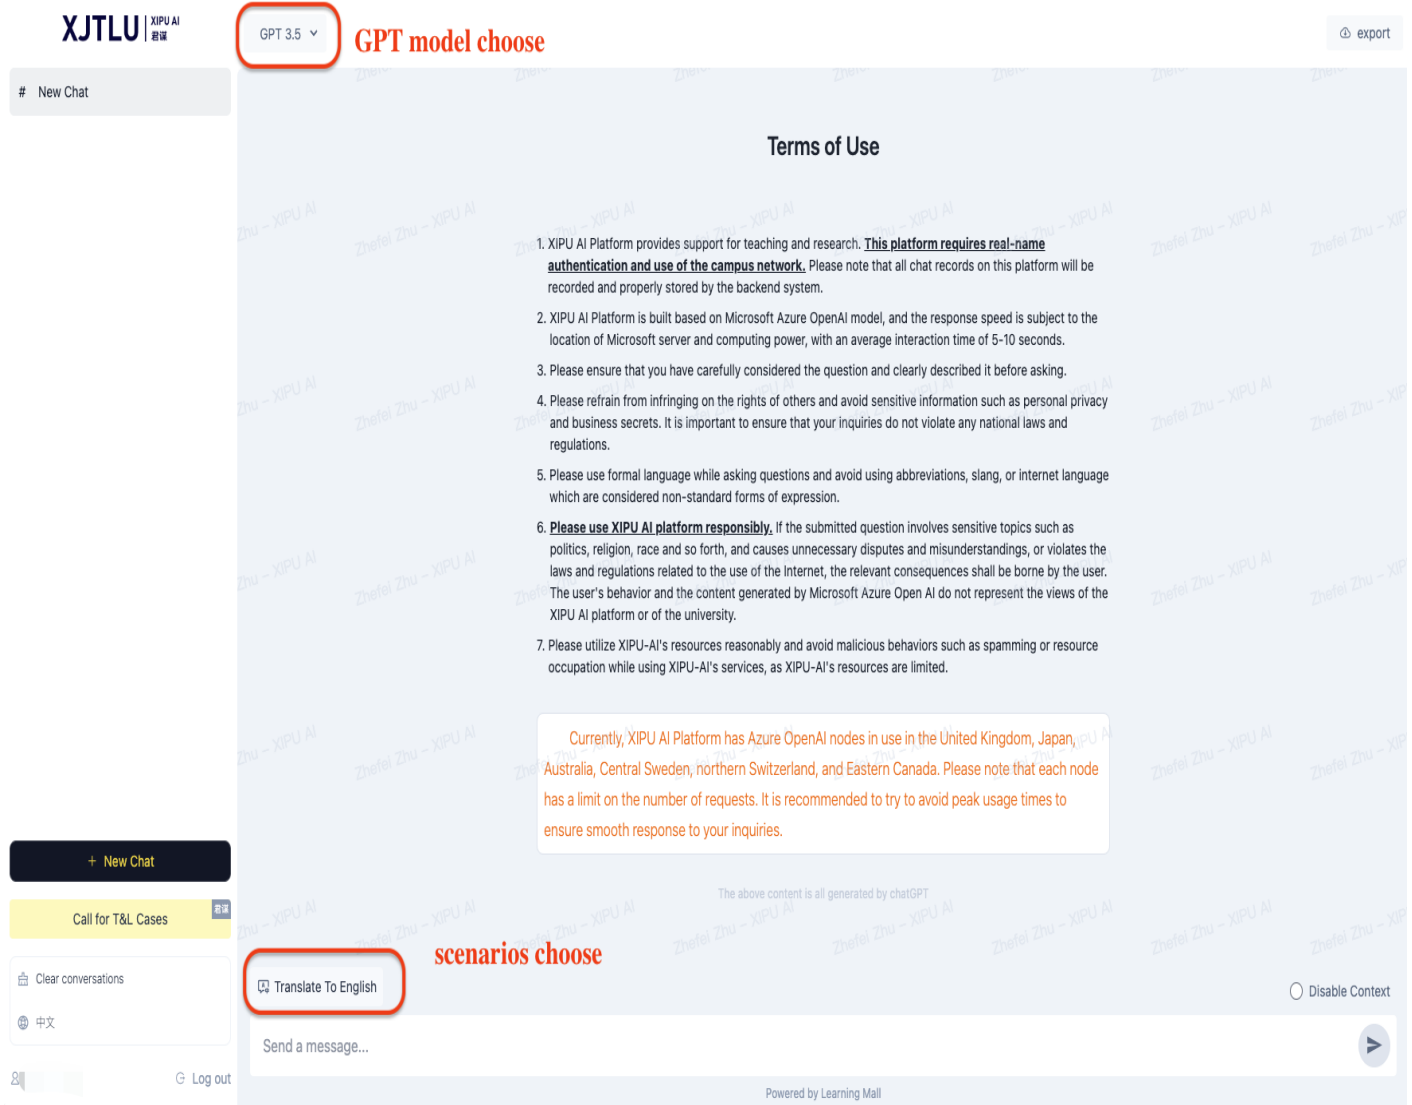 XJTLU XIPU AI
君谋
GPT 3.5
GPT model choose
export
# New Chat
Terms of Use
1. XIPU AI Platform provides support for teaching and research. This platform requires real-name
authentication and use of the campus network. Please note that all chat records on this platform will be
recorded and properly stored by the backend system.
2. XIPU AI Platform is built based on Microsoft Azure OpenAI model, and the response speed is subject to the
location of Microsoft server and computing power, with an average interaction time of 5-10 seconds.
3. Please ensure that you have carefully considered the question and clearly described it before asking.
4. Please refrain from infringing on the rights of others and avoid sensitive information such as personal privacy
and business secrets. It is important to ensure that your inquiries do not violate any national laws and
regulations.
5. Please use formal language while asking questions and avoid using abbreviations, slang, or internet language
which are considered non-standard forms of expression.
6. Please use XIPU AI platform responsibly. If the submitted question involves sensitive topics such as
politics, religion, race and so forth, and causes unnecessary disputes and misunderstandings, or violates the
laws and regulations related to the use of the Internet, the relevant consequences shall be borne by the user.
The user's behavior and the content generated by Microsoft Azure Open AI do not represent the views of the
XIPU AI platform or of the university.
7. Please utilize XIPU-AI's resources reasonably and avoid malicious behaviors such as spamming or resource
occupation while using XIPU-AI's services, as XIPU-AI's resources are limited.
Currently, XIPU AI Platform has Azure OpenAI nodes in use in the United Kingdom, Japan,
Australia, Central Sweden, northern Switzerland, and Eastern Canada. Please note that each node
has a limit on the number of requests. It is recommended to try to avoid peak usage times to
ensure smooth response to your inquiries.
The above content is all generated by chatGPT
+ New Chat
Call for T&L Cases
君谋
Clear conversations
中文
Log out
scenarios choose
Translate To English
Disable Context
Send a message...
Powered by Learning Mall
Zhefei Zhu – XIPU AI